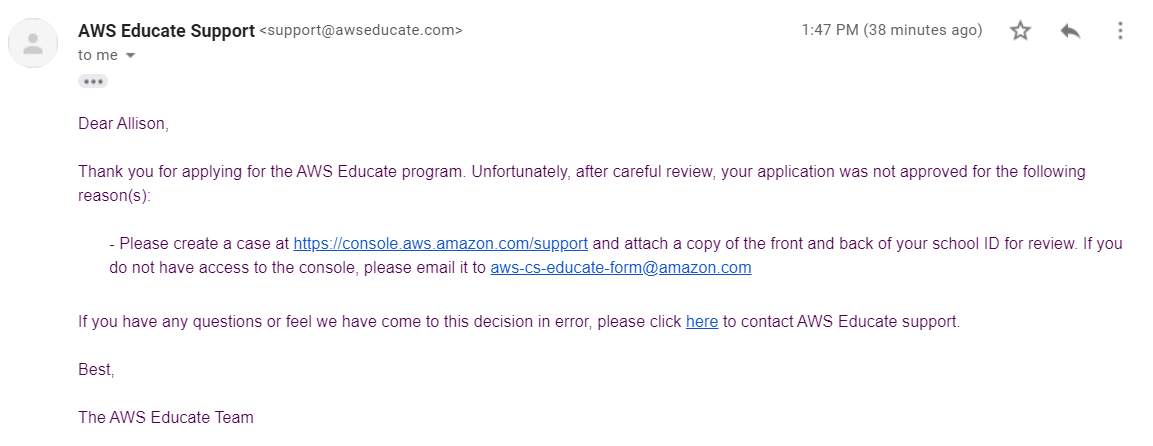 AWS Educate Support <support@awseducate.com>
1:47 PM (38 minutes ago)
to me
Dear Allison,
Thank you for applying for the AWS Educate program. Unfortunately, after careful review, your application was not approved for the following
reason(s):
- Please create a case at https://console.aws.amazon.com/support and attach a copy of the front and back of your school ID for review. If you
do not have access to the console, please email it to aws-cs-educate-form@amazon.com
If you have any questions or feel we have come to this decision in error, please click here to contact AWS Educate support.
Best,
The AWS Educate Team